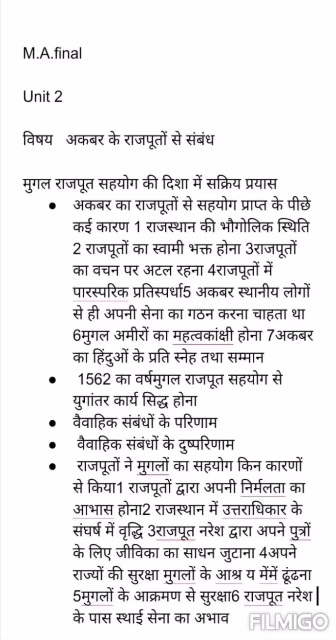 M.A.final
Unit 2
विषय अकबर के राजपूतों से संबंध
मुगल राजपूत सहयोग की दिशा में सक्रिय प्रयास
● अकबर का राजपूतों से सहयोग प्राप्त के पीछे
कई कारण 1 राजस्थान की भौगोलिक स्थिति
2 राजपूतों का स्वामी भक्त होना 3राजपूतों
का वचन पर अटल रहना 4राजपूतों में
पारस्परिक प्रतिस्पर्धा5 अकबर स्थानीय लोगों
से ही अपनी सेना का गठन करना चाहता था
6मुगल अमीरों का महत्वकांक्षी होना 7अकबर
का हिंदुओं के प्रति स्नेह तथा सम्मान
● 1562 का वर्षमुगल राजपूत सहयोग से
युगांतर कार्य सिद्ध होना
● वैवाहिक संबंधों के परिणाम
● वैवाहिक संबंधों के दुष्परिणाम
● राजपूतों ने मुगलों का सहयोग किन कारणों
से किया1 राजपूतों द्वारा अपनी निर्मलता का
आभास होना2 राजस्थान में उत्तराधिकार के
संघर्ष में वृद्धि 3राजपूत नरेश द्वारा अपने पुत्रों
के लिए जीविका का साधन जुटाना 4अपने
राज्यों की सुरक्षा मुगलों के आश्र य मेंमें ढूंढना
5मुगलों के आक्रमण से सुरक्षा6 राजपूत नरेश
के पास स्थाई सेना का अभाव
FILMIGO